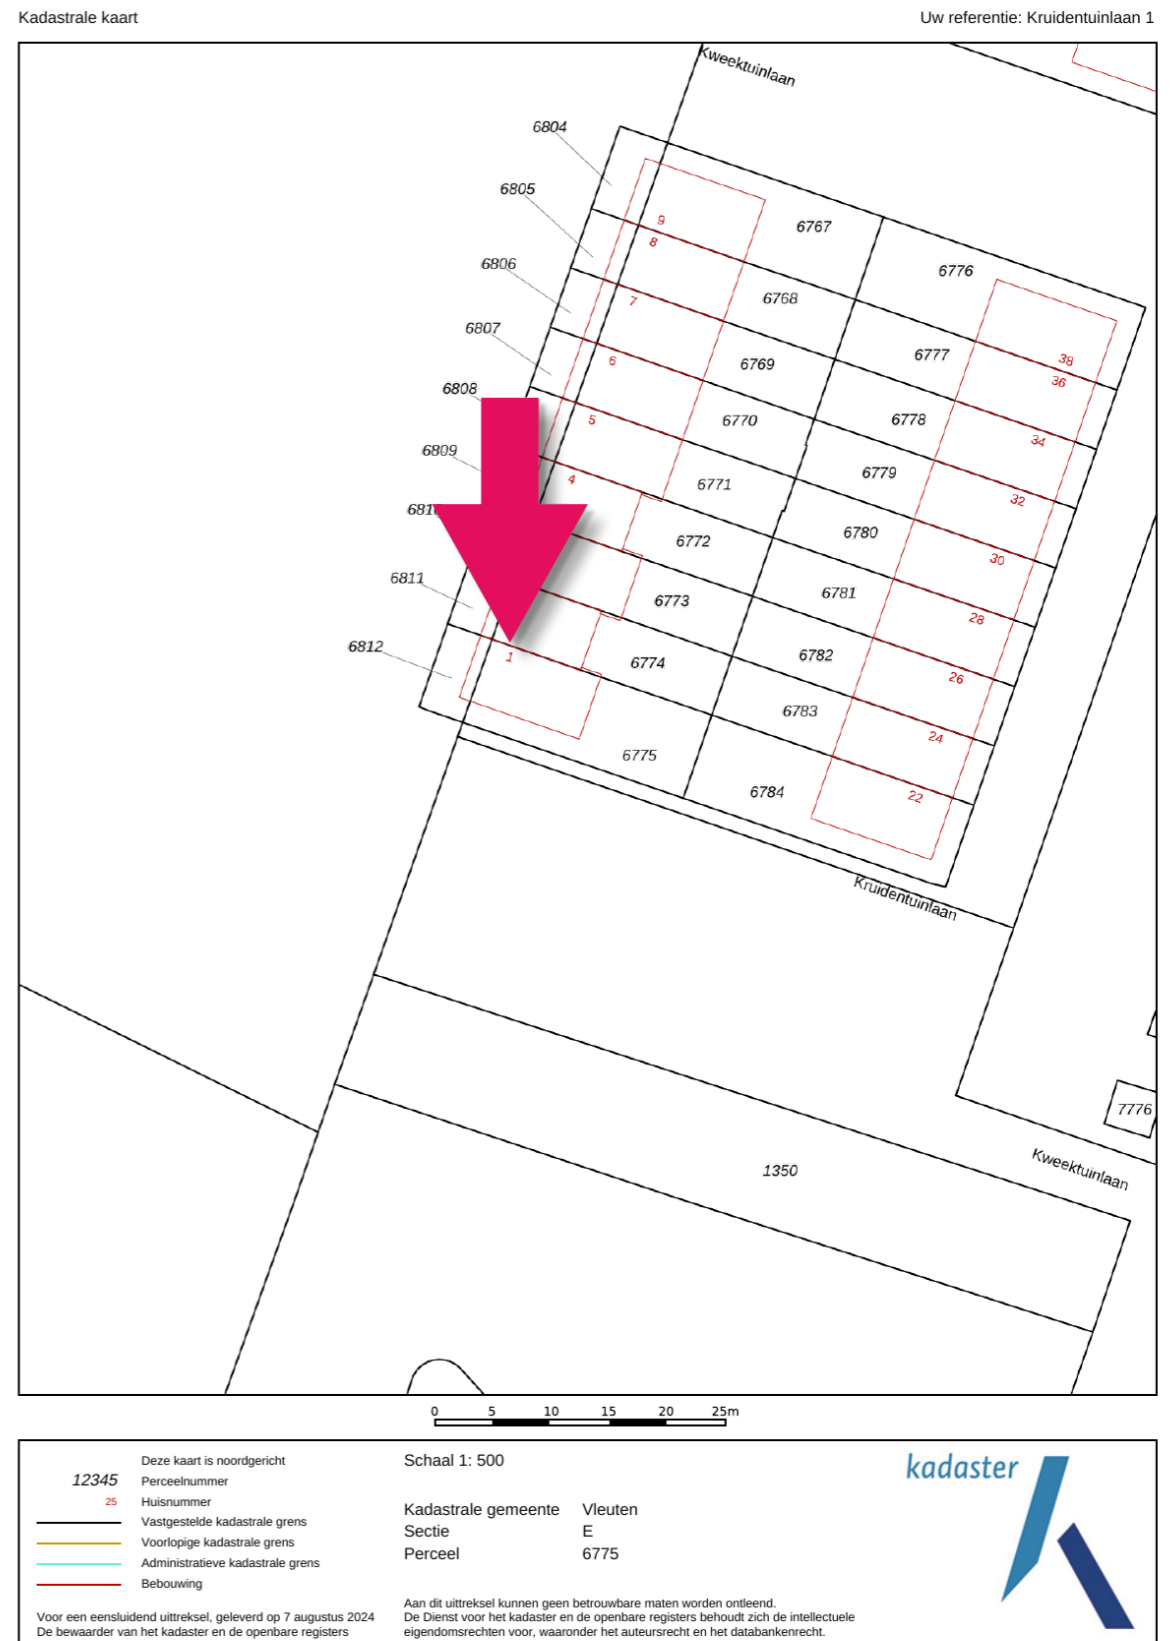 Kadastrale kaart
Uw referentie: Kruidentuinlaan 1
Kweektuinlaan
6804
6805
6806
6807
6808
6809
6811
6812
9
8
7
6
5
4
1
6767
6768
6769
6770
6771
6772
6773
6774
6775
6776
6777
6778
6779
6780
6781
6782
6783
6784
38
36
34
32
30
28
26
24
22
Kruidentuinlaan
7776
Kweektuinlaan
1350
0 5 10 15 20 25m
Deze kaart is noordgericht
12345 Perceelnummer
25 Huisnummer
Vastgestelde kadastrale grens
Voorlopige kadastrale grens
Administratieve kadastrale grens
Bebouwing
Voor een eensluidend uittreksel, geleverd op 7 augustus 2024
De bewaarder van het kadaster en de openbare registers
Schaal 1: 500
Kadastrale gemeente Vleuten
Sectie E
Perceel 6775
Aan dit uittreksel kunnen geen betrouwbare maten worden ontleend.
De Dienst voor het kadaster en de openbare registers behoudt zich de intellectuele
eigendomsrechten voor, waaronder het auteursrecht en het databankenrecht.
kadaster